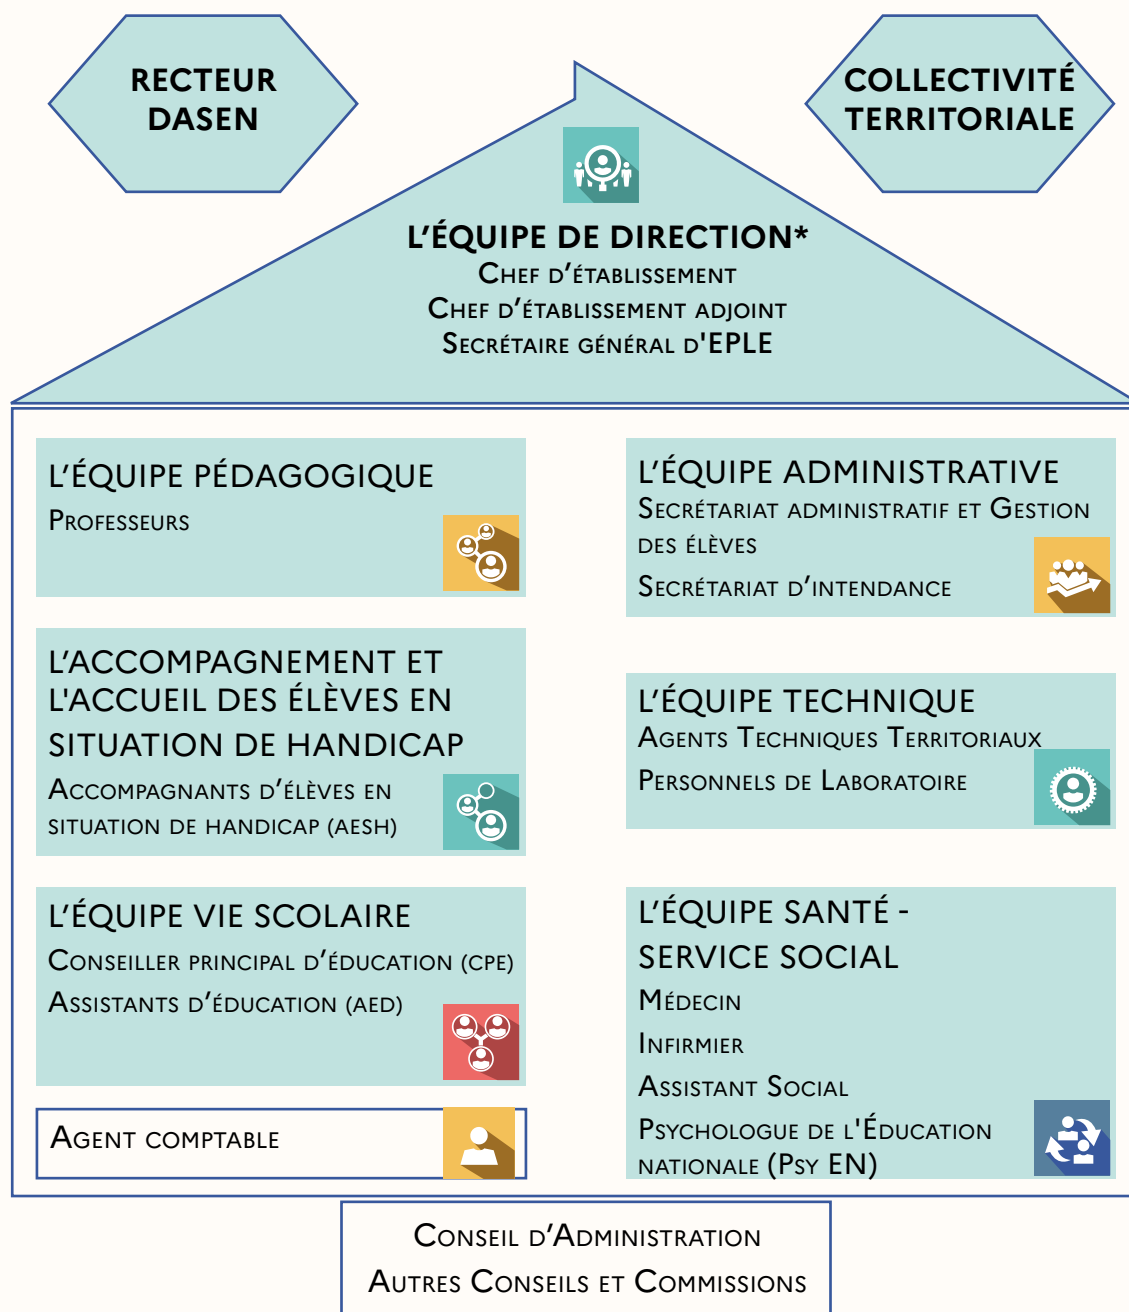 RECTEUR
DASEN
COLLECTIVITÉ
TERRITORIALE
L'ÉQUIPE DE DIRECTION*
Chef d'établissement
Chef d'établissement adjoint
Secrétaire général d'EPLE
L'ÉQUIPE PÉDAGOGIQUE
Professeurs
L'ACCOMPAGNEMENT ET
L'ACCUEIL DES ÉLÈVES EN
SITUATION DE HANDICAP
Accompagnants d'élèves en
situation de handicap (aesh)
L'ÉQUIPE VIE SCOLAIRE
Conseiller principal d'éducation (cpe)
Assistants d'éducation (aed)
Agent comptable
L'ÉQUIPE ADMINISTRATIVE
Secrétariat administratif et Gestion
des élèves
Secrétariat d'intendance
L'ÉQUIPE TECHNIQUE
Agents Techniques Territoriaux
Personnels de Laboratoire
L'ÉQUIPE SANTÉ -
SERVICE SOCIAL
Médecin
Infirmier
Assistant Social
Psychologue de l'Éducation
nationale (Psy EN)
Conseil d'Administration
Autres Conseils et Commissions